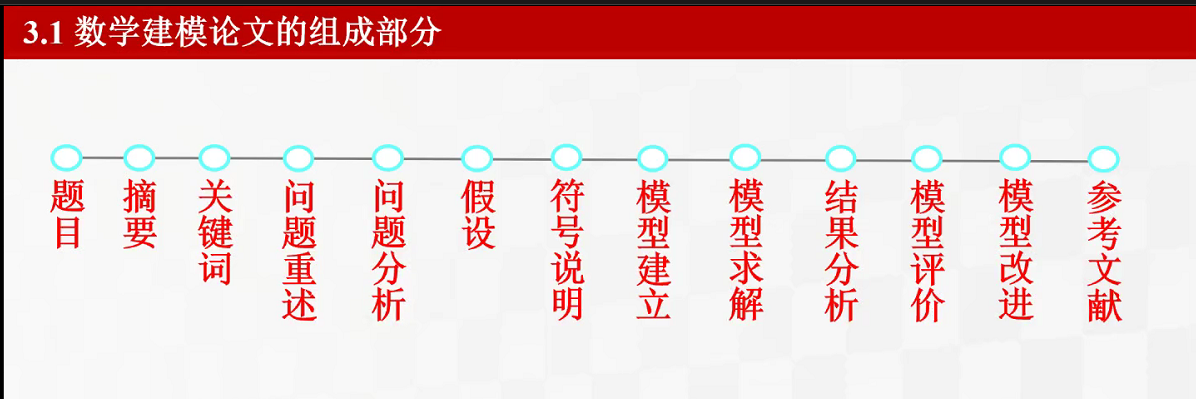 3.1 数学建模论文的组成部分
题目
摘要
关键词
问题重述
问题分析
假设
符号说明
模型建立
模型求解
结果分析
模型评价
模型改进
参考文献